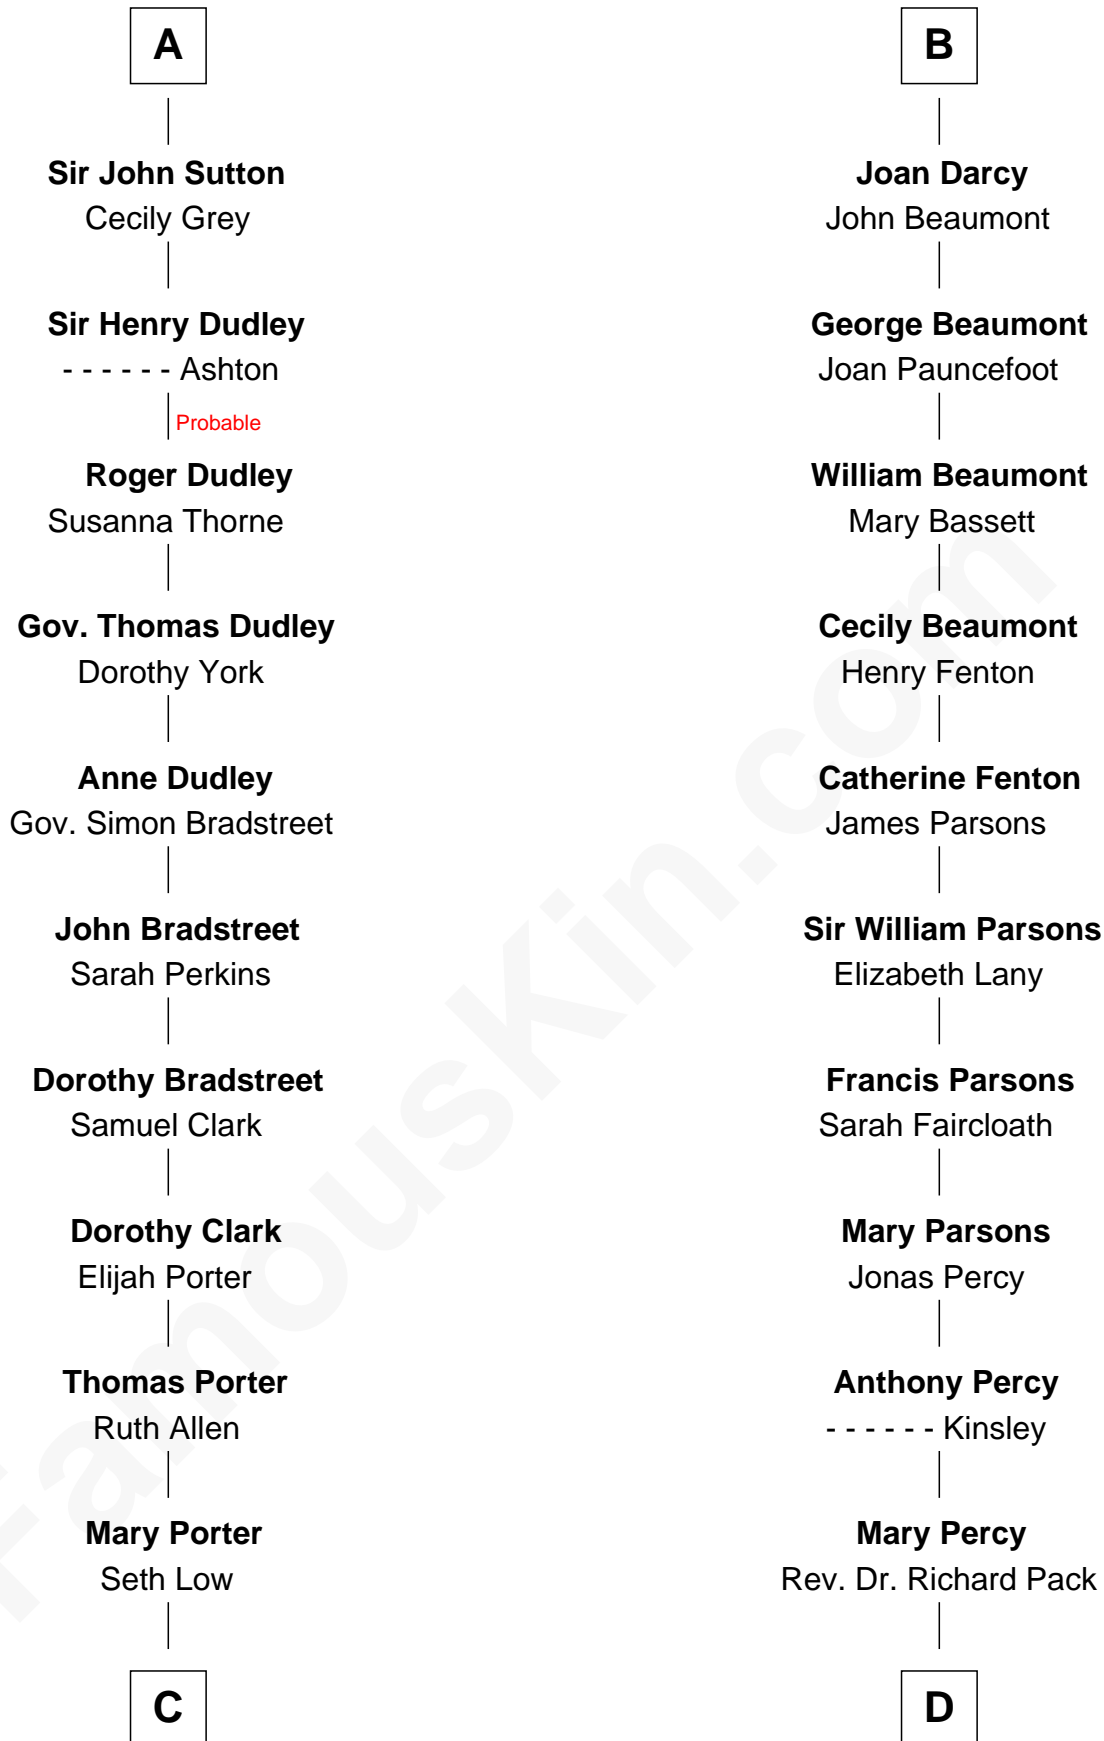 A
Sir John Sutton
Cecily Grey
Sir Henry Dudley
- - - - - - Ashton
Probable
Roger Dudley
Susanna Thorne
Gov. Thomas Dudley
Dorothy York
Anne Dudley
Gov. Simon Bradstreet
John Bradstreet
Sarah Perkins
Dorothy Bradstreet
Samuel Clark
Dorothy Clark
Elijah Porter
Thomas Porter
Ruth Allen
Mary Porter
Seth Low
C
B
Joan Darcy
John Beaumont
George Beaumont
Joan Pauncefoot
William Beaumont
Mary Bassett
Cecily Beaumont
Henry Fenton
Catherine Fenton
James Parsons
Sir William Parsons
Elizabeth Lany
Francis Parsons
Sarah Faircloath
Mary Parsons
Jonas Percy
Anthony Percy
- - - - - - Kinsley
Mary Percy
Rev. Dr. Richard Pack
D
FamousKin.com